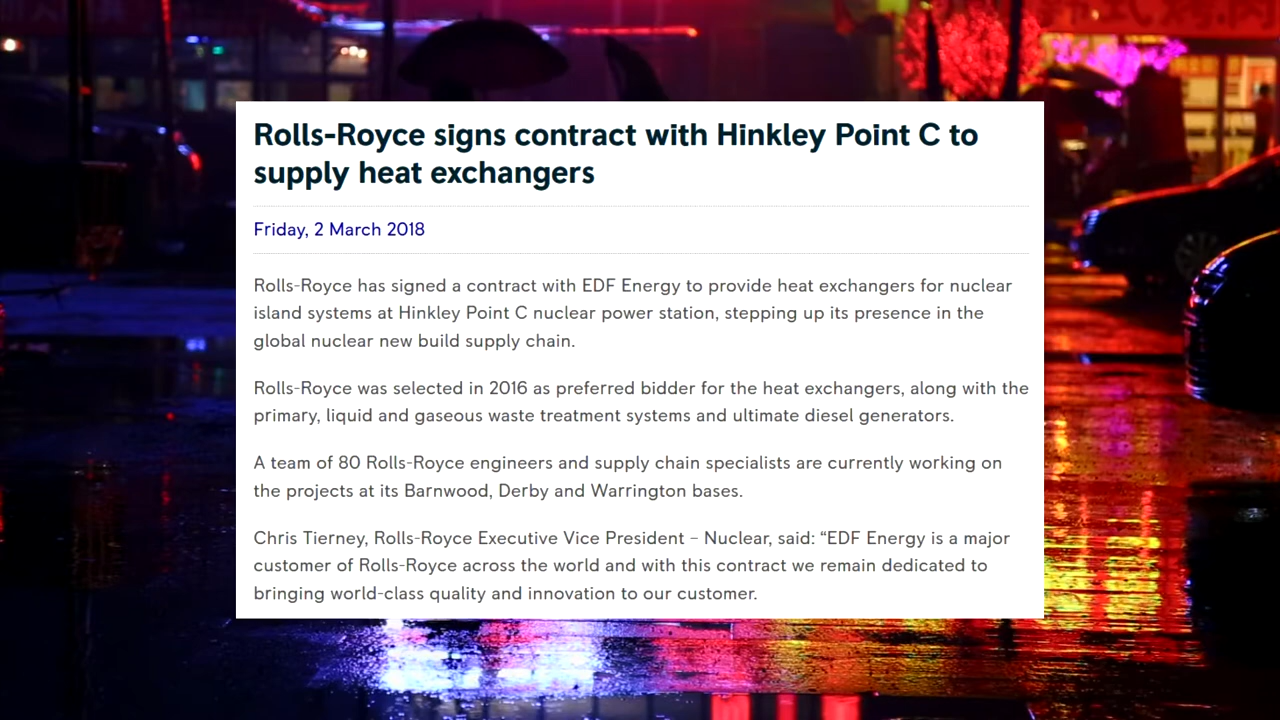 Rolls-Royce signs contract with Hinkley Point C to
supply heat exchangers
Friday, 2 March 2018
Rolls-Royce has signed a contract with EDF Energy to provide heat exchangers for nuclear
island systems at Hinkley Point C nuclear power station, stepping up its presence in the
global nuclear new build supply chain.
Rolls-Royce was selected in 2016 as preferred bidder for the heat exchangers, along with the
primary, liquid and gaseous waste treatment systems and ultimate diesel generators.
A team of 80 Rolls-Royce engineers and supply chain specialists are currently working on
the projects at its Barnwood, Derby and Warrington bases.
Chris Tierney, Rolls-Royce Executive Vice President – Nuclear, said: “EDF Energy is a major
customer of Rolls-Royce across the world and with this contract we remain dedicated to
bringing world-class quality and innovation to our customer.